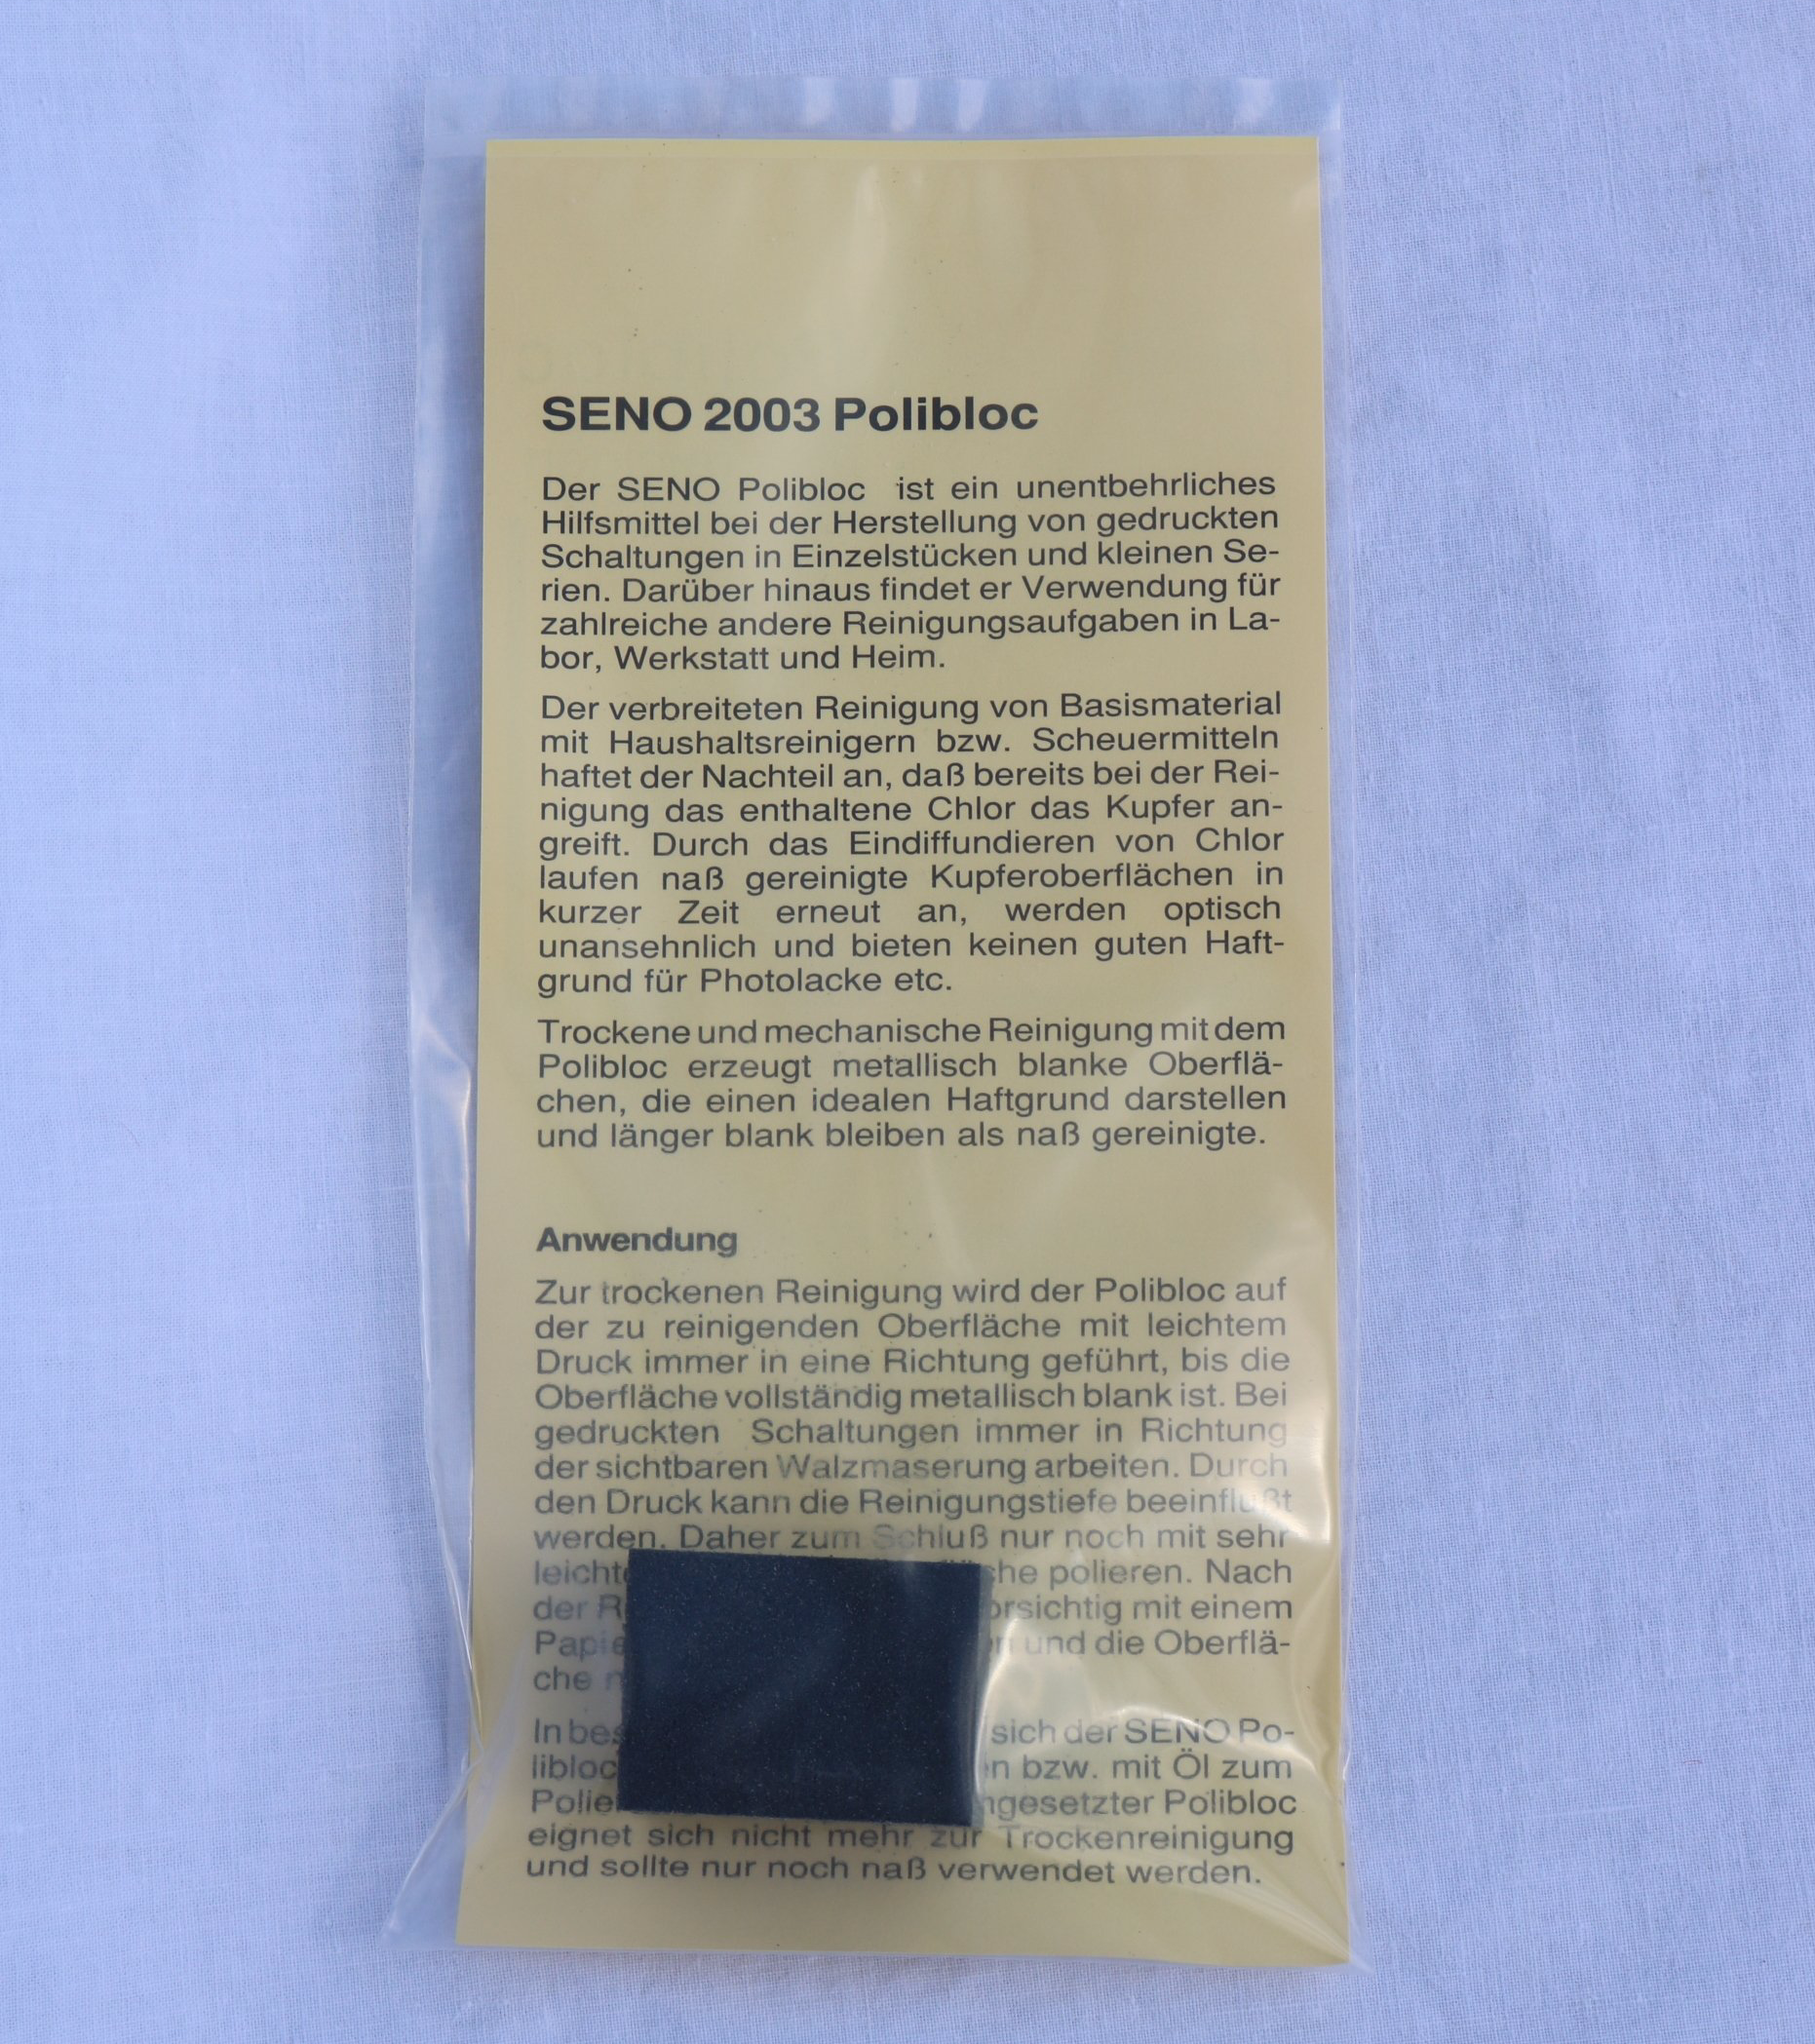 SENO 2003 Polibloc
Der SENO Polibloc ist ein unentbehrliches
Hilfsmittel bei der Herstellung von gedruckten
Schaltungen in Einzelstücken und kleinen Se-
rien. Darüber hinaus findet er Verwendung für
zahlreiche andere Reinigungsaufgaben in La-
bor, Werkstatt und Heim.
Der verbreiteten Reinigung von Basismaterial
mit Haushaltsreinigern bzw. Scheuermitteln
haftet der Nachteil an, daß bereits bei der Rei-
nigung das enthaltene Chlor das Kupfer an-
greift. Durch das Eindiffundieren von Chlor
laufen naß gereinigte Kupferoberflächen in
kurzer Zeit erneut an, werden optisch
unansehnlich und bieten keinen guten Haft-
grund für Photolacke etc.
Trockene und mechanische Reinigung mit dem
Polibloc erzeugt metallisch blanke Oberflä-
chen, die einen idealen Haftgrund darstellen
und länger blank bleiben als naß gereinigte.
Anwendung
Zur trockenen Reinigung wird der Polibloc auf
der zu reinigenden Oberfläche mit leichtem
Druck immer in eine Richtung geführt, bis die
Oberfläche vollständig metallisch blank ist. Bei
gedruckten Schaltungen immer in Richtung
der sichtbaren Walzmaserung arbeiten. Durch
den Druck kann die Reinigungstiefe beeinflußt
werden. Daher zum Schluß nur noch mit sehr
polieren. Nach
der mit einem
und die Oberflä-
che
In sich der SENO Po-
libloc bzw. mit Öl zum
Polibloc
eignet sich nicht mehr zur Trockenreinigung
und sollte nur noch naß verwendet werden.